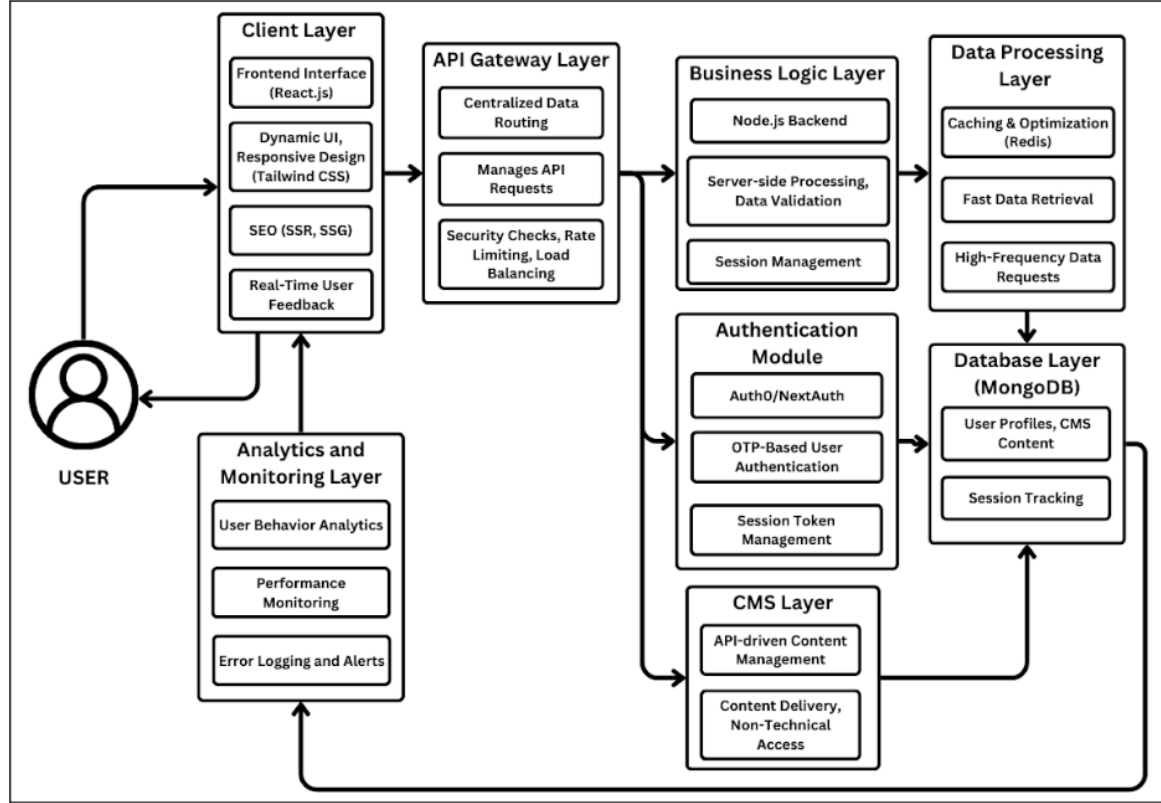 Client Layer
Frontend Interface
(React.js)
Dynamic UI,
Responsive Design
(Tailwind CSS)
SEO (SSR, SSG)
Real-Time User
Feedback
API Gateway Layer
Centralized Data
Routing
Manages API
Requests
Security Checks, Rate
Limiting, Load
Balancing
Business Logic Layer
Node.js Backend
Server-side Processing,
Data Validation
Session Management
Data Processing
Layer
Caching & Optimization
(Redis)
Fast Data Retrieval
High-Frequency Data
Requests
USER
Analytics and
Monitoring Layer
User Behavior Analytics
Performance
Monitoring
Error Logging and Alerts
Authentication
Module
Auth0/NextAuth
OTP-Based User
Authentication
Session Token
Management
Database Layer
(MongoDB)
User Profiles, CMS
Content
Session Tracking
CMS Layer
API-driven Content
Management
Content Delivery,
Non-Technical
Access